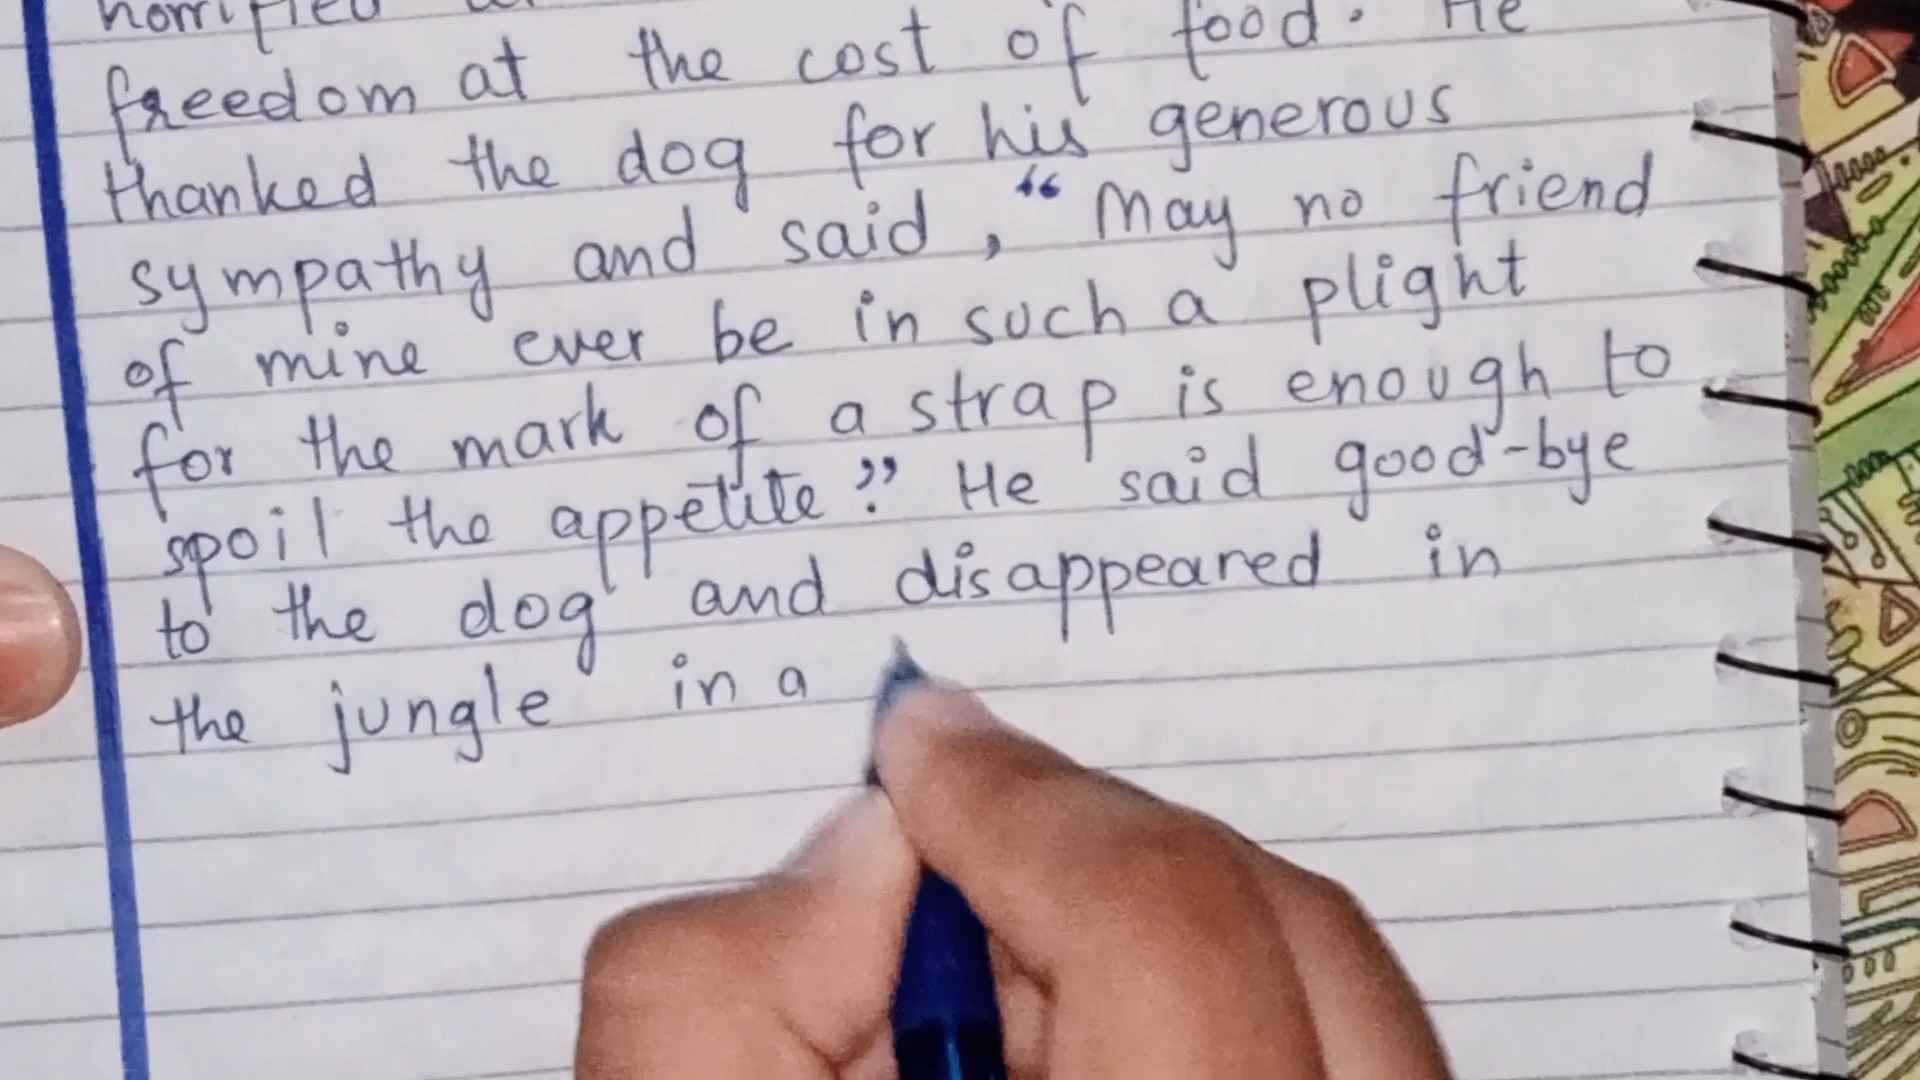 horrified
freedom at the cost of food. He
thanked the dog for his generous
sympathy and said, "May no friend
of mine ever be in such a plight
for the mark of a strap is enough to
spoil the appetite." He said good-bye
to the dog and disappeared in
the jungle in a